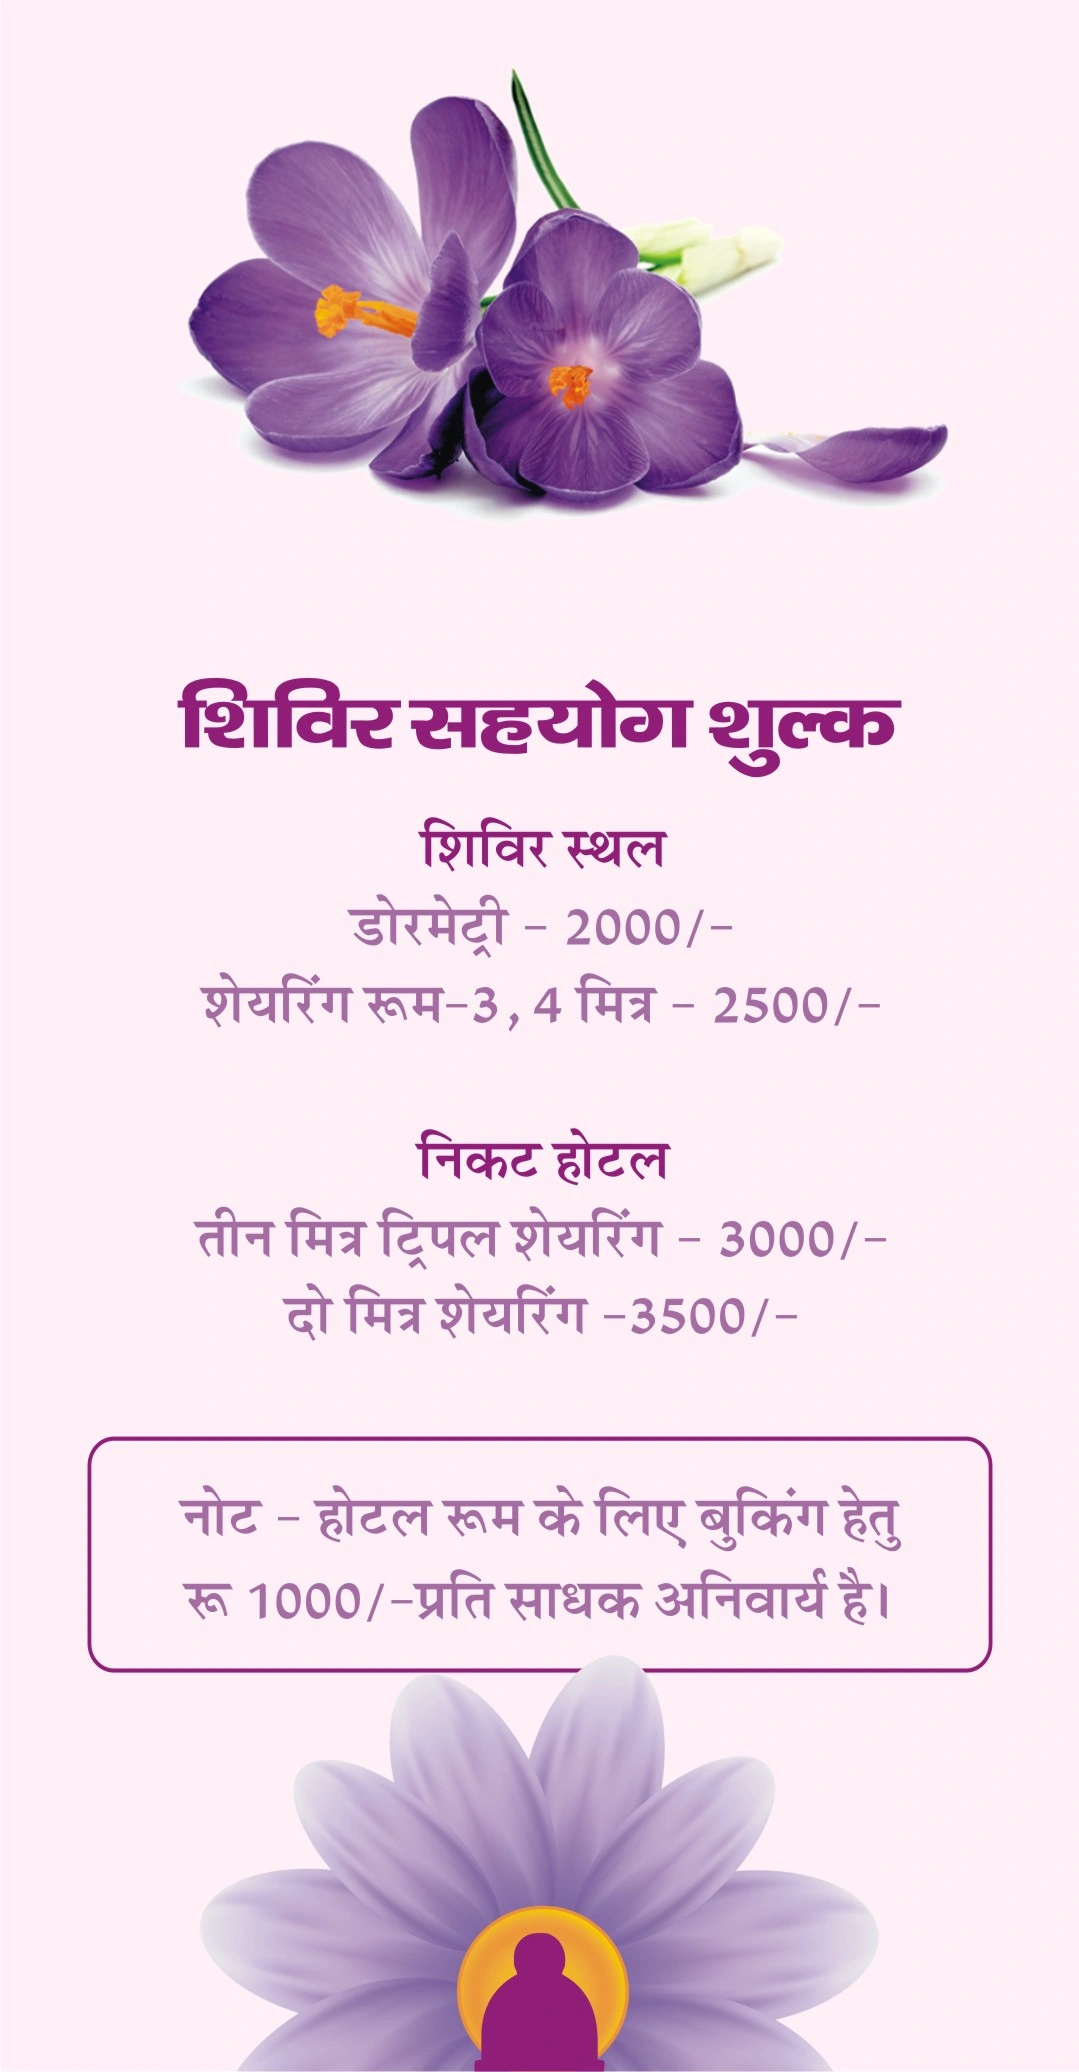 शिविर सहयोग शुल्क
शिविर स्थल
डोरमेट्री - 2000/-
शेयरिंग रूम-3, 4 मित्र - 2500/-
निकट होटल
तीन मित्र ट्रिपल शेयरिंग - 3000/-
दो मित्र शेयरिंग -3500/-
नोट - होटल रूम के लिए बुकिंग हेतु
रू 1000/-प्रति साधक अनिवार्य है।